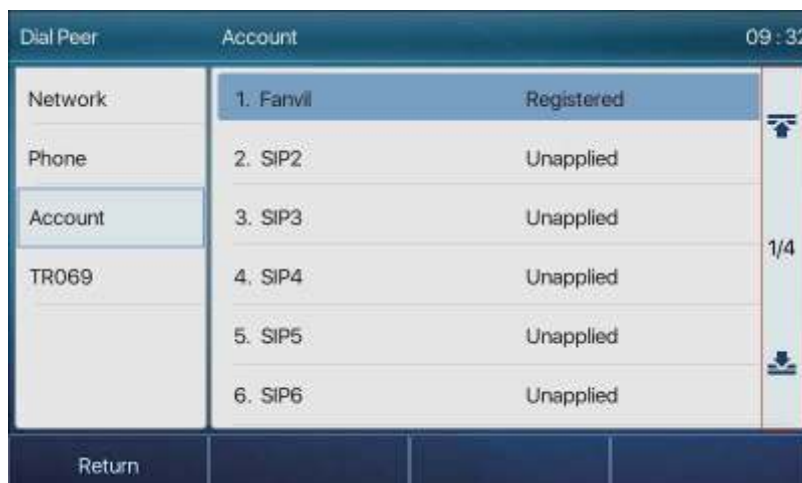 Dial Peer Account 09:32
Network
Phone
Account
TR069
1. Fanvil Registered
2. SIP2 Unapplied
3. SIP3 Unapplied
4. SIP4 Unapplied
5. SIP5 Unapplied
6. SIP6 Unapplied
1/4
Return